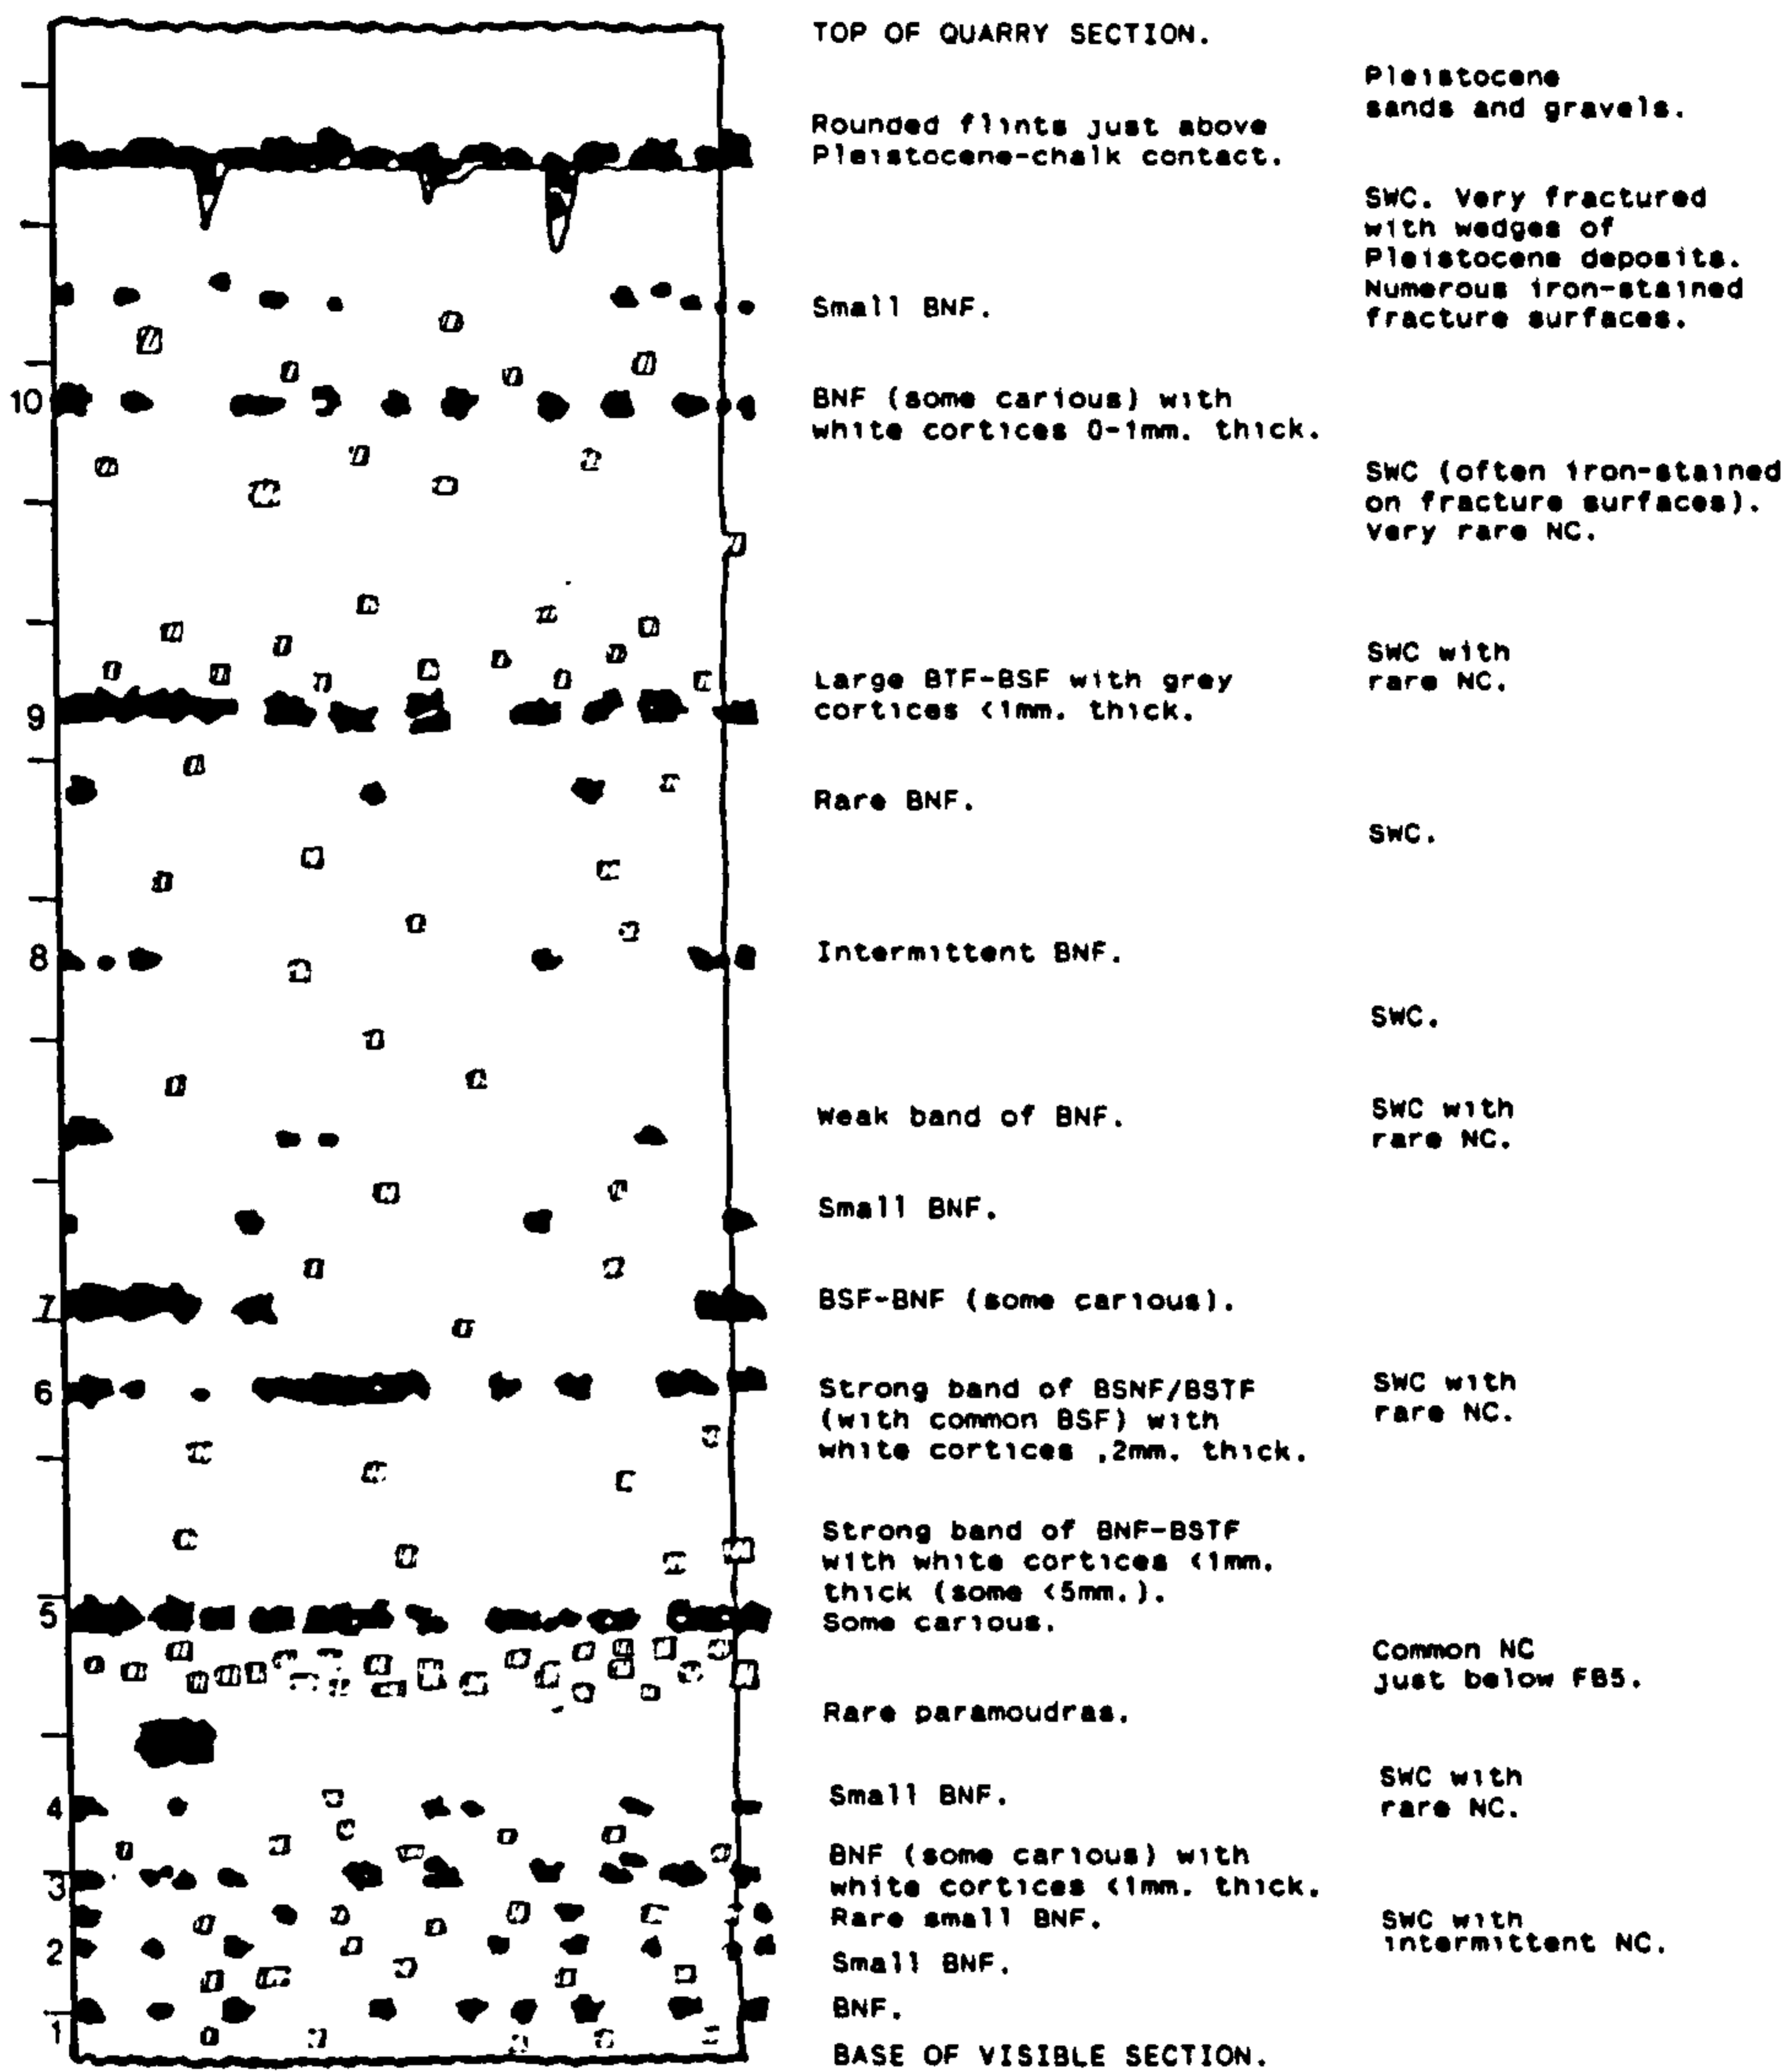 TOP OF QUARRY SECTION.
Pleistocene
sands and gravels.
Rounded flints just above
Pleistocene-chalk contact.
SWC. Very fractured
with wedges of
Pleistocene deposits.
Numerous iron-stained
fracture surfaces.
Small BNF.
10
BNF (some carious) with
white cortices 0-1mm. thick.
SWC (often iron-stained
on fracture surfaces).
Very rare NC.
SWC with
rare NC.
9
Large BTF-BSF with grey
cortices <1mm. thick.
Rare BNF.
SWC.
8
Intermittent BNF.
SWC.
Weak band of BNF.
SWC with
rare NC.
Small BNF.
7
BSF-BNF (some carious).
6
Strong band of BSNF/BSTF
(with common BSF) with
white cortices ,2mm. thick.
SWC with
rare NC.
Strong band of BNF-BSTF
with white cortices <1mm.
thick (some <5mm.).
Some carious.
5
Common NC
just below FB5.
Rare paramoudras.
SWC with
rare NC.
4
Small BNF.
3
BNF (some carious) with
white cortices <1mm. thick.
Rare small BNF.
SWC with
intermittent NC.
2
Small BNF.
1
BNF.
BASE OF VISIBLE SECTION.